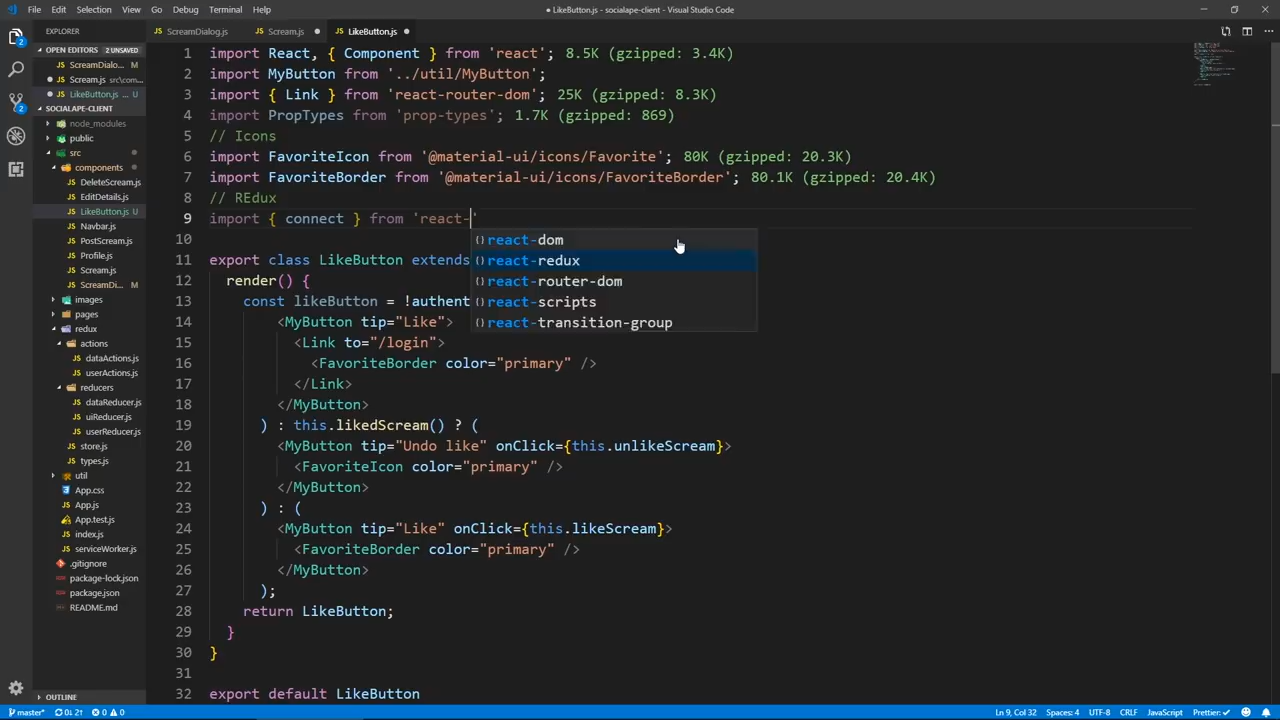 File Edit Selection View Go Debug Terminal Help
● LikeButton.js - socialape-client - Visual Studio Code
EXPLORER
ScreamDialog.js
Scream.js
LikeButton.js
OPEN EDITORS 2 UNSAVED
ScreamDialo... M
Scream.js src\com...
LikeButton.js ... U
SOCIALAPE-CLIENT
node_modules
public
src
components
DeleteScream.js
EditDetails.js
LikeButton.js U
Navbar.js
PostScream.js
Profile.js
Scream.js
ScreamDi... M
images
pages
redux
actions
dataActions.js
userActions.js
reducers
dataReducer.js
uiReducer.js
userReducer.js
store.js
types.js
util
App.css
App.js
App.test.js
index.js
serviceWorker.js
.gitignore
package-lock.json
package.json
README.md
OUTLINE
1 import React, { Component } from 'react'; 8.5K (gzipped: 3.4K)
2 import MyButton from '../util/MyButton';
3 import { Link } from 'react-router-dom'; 25K (gzipped: 8.3K)
4 import PropTypes from 'prop-types'; 1.7K (gzipped: 869)
5 // Icons
6 import FavoriteIcon from '@material-ui/icons/Favorite'; 80K (gzipped: 20.3K)
7 import FavoriteBorder from '@material-ui/icons/FavoriteBorder'; 80.1K (gzipped: 20.4K)
8 // REdux
9 import { connect } from 'react-'
10
react-dom
react-redux
react-router-dom
react-scripts
react-transition-group
11 export class LikeButton extends
12 render() {
13 const likeButton = !authent
14 <MyButton tip="Like">
15 <Link to="/login">
16 <FavoriteBorder color="primary" />
17 </Link>
18 </MyButton>
19 ) : this.likedScream() ? (
20 <MyButton tip="Undo like" onClick={this.unlikeScream}>
21 <FavoriteIcon color="primary" />
22 </MyButton>
23 ) : (
24 <MyButton tip="Like" onClick={this.likeScream}>
25 <FavoriteBorder color="primary" />
26 </MyButton>
27 );
28 return LikeButton;
29 }
30 }
31
32 export default LikeButton
master* 0↓ 2↑ 0 0
Ln 9, Col 32 Spaces: 4 UTF-8 CRLF JavaScript Prettier: ✓